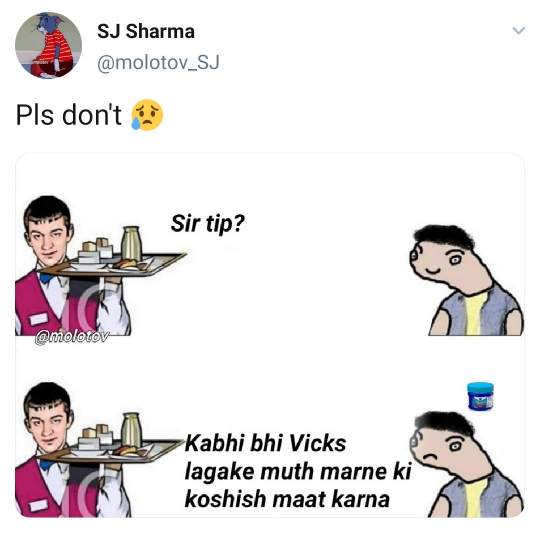 SJ Sharma
@molotov_SJ
Pls don't 😥
Sir tip?
@molotov
Kabhi bhi Vicks
lagake muth marne ki
koshish maat karna